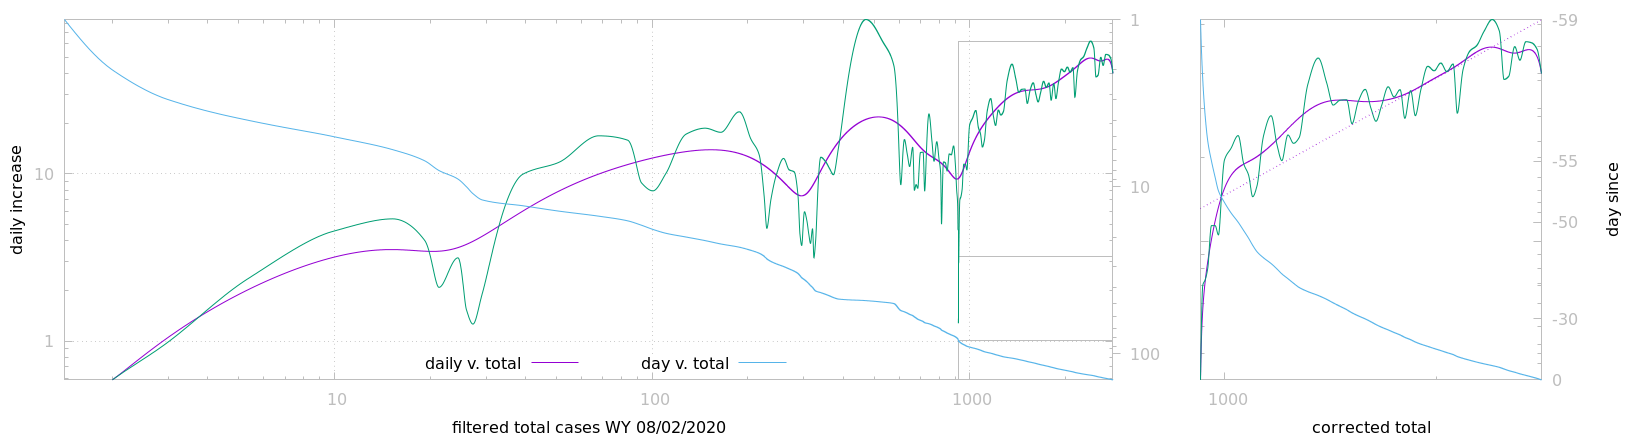 daily increase
10
1
daily v. total
day v. total
10
100
1000
filtered total cases WY 08/02/2020
1
10
100
1000
corrected total
-59
-55
-50
-30
0
day since